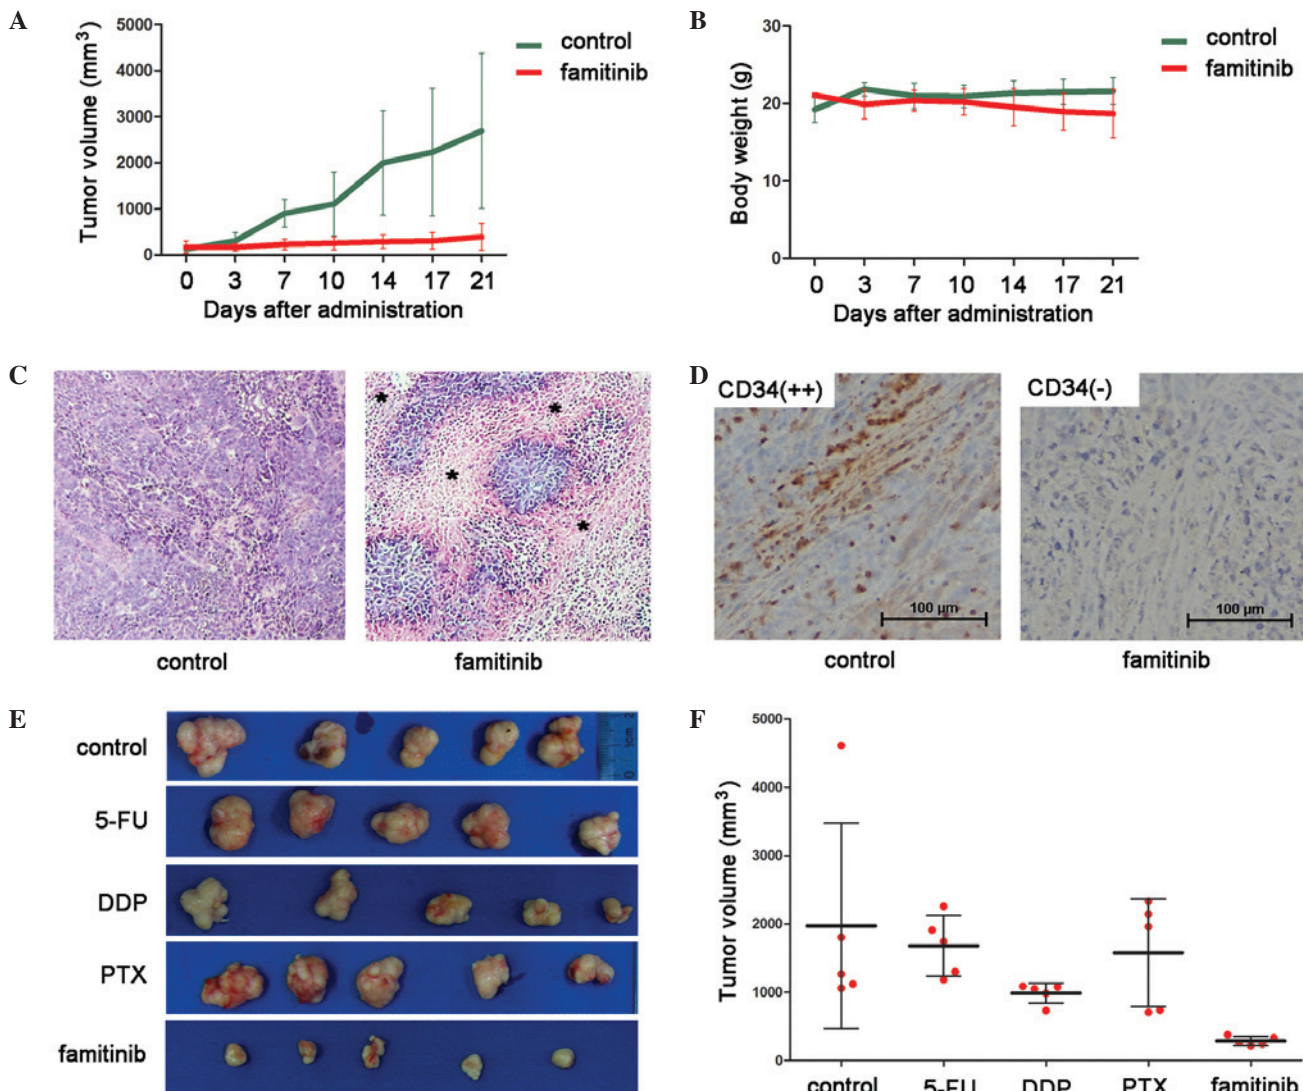 A
Tumor volume (mm³)
5000
4000
3000
2000
1000
0
0 3 7 10 14 17 21
Days after administration
control
famitinib
B
Body weight (g)
30
20
10
0
0 3 7 10 14 17 21
Days after administration
control
famitinib
C
* * * *
control famitinib
D
CD34(++) CD34(-)
100 µm 100 µm
control famitinib
E
control
5-FU
DDP
PTX
famitinib
0 1cm 2
F
Tumor volume (mm³)
5000
4000
3000
2000
1000
0
control 5-FU DDP PTX famitinib